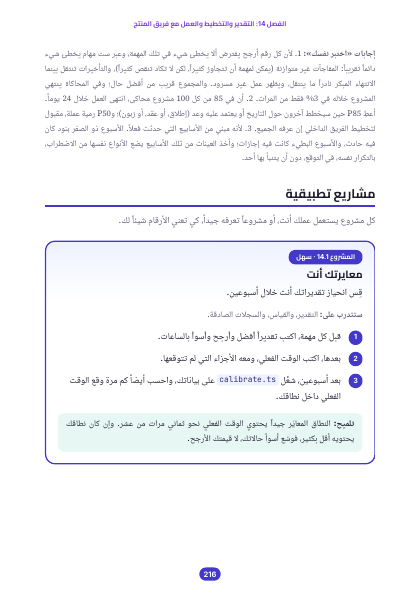 الفصل 14: التقدير والتخطيط والعمل مع فريق المنتج
إجابات «اختبر نفسك»: 1. لأن كل رقم أرجح يفترض ألا يخطئ شيء في تلك المهمة، وعبر ست مهام يخطئ شيء
دائماً تقريباً؛ المفاجآت غير متوازنة (يمكن لمهمة أن تتجاوز كثيراً، لكن لا تكاد تنقص كثيراً)، والتأخيرات تنتقل بينما
الانتهاء المبكر نادراً ما ينتقل، ويظهر عمل غير مسرود، والمجموع قريب من أفضل حال؛ وفي المحاكاة ينتهي
المشروع خلاله في 3% فقط من المرات. 2. أن في 85 من كل 100 مشروع محاكى، انتهى العمل خلال 24 يوماً.
أعطِ P85 حين سيخطط آخرون حول التاريخ أو يعتمد عليه وعد (إطلاق، أو عقد، أو زبون)؛ وP50 رمية عملة، مقبول
لتخطيط الفريق الداخلي إن عرفه الجميع. 3. لأنه مبني من الأسابيع التي حدثت فعلاً. أسبوع ذو الصفر بنود كان
فيه حادث، والأسبوع البطيء كانت فيه إجازات؛ وأخذ العينات من تلك الأسابيع يضع الأنواع نفسها من الاضطراب،
بالتكرار نفسه، في التوقع، دون أن يتنبأ بها أحد.
مشاريع تطبيقية
كل مشروع يستعمل عملك أنت، أو مشروعاً تعرفه جيداً، كي تعني الأرقام شيئاً لك.
المشروع 14.1 · سهل
معايرتك أنت
قِس انحياز تقديراتك أنت خلال أسبوعين.
ستتدرب على: التقدير، والقياس، والسجلات الصادقة.
1 قبل كل مهمة، اكتب تقديراً أفضل وأرجح وأسوأ بالساعات.
2 بعدها، اكتب الوقت الفعلي، ومعه الأجزاء التي لم تتوقعها.
3 بعد أسبوعين، شغّل calibrate.ts على بياناتك، واحسب أيضاً كم مرة وقع الوقت
الفعلي داخل نطاقك.
تلميح: النطاق المعايَر جيداً يحتوي الوقت الفعلي نحو ثماني مرات من عشر. وإن كان نطاقك
يحتويه أقل بكثير، فوسّع أسوأ حالاتك، لا قيمتك الأرجح.
216